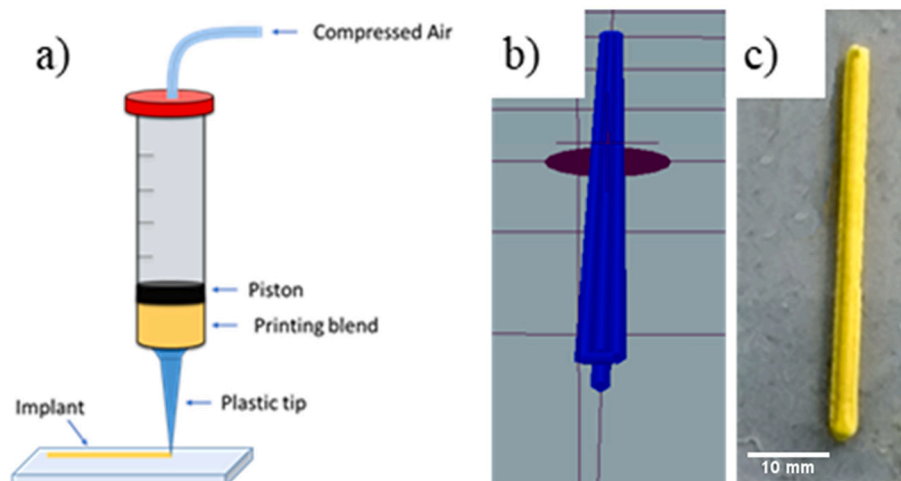 a)
Compressed Air
Piston
Printing blend
Plastic tip
Implant
b)
c)
10 mm